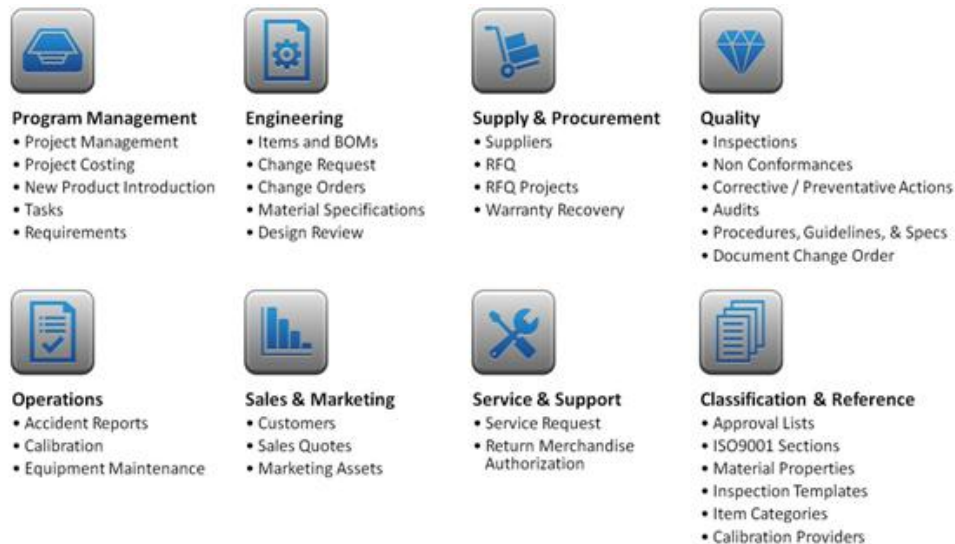 Program Management
• Project Management
• Project Costing
• New Product Introduction
• Tasks
• Requirements
Engineering
• Items and BOMs
• Change Request
• Change Orders
• Material Specifications
• Design Review
Supply & Procurement
• Suppliers
• RFQ
• RFQ Projects
• Warranty Recovery
Quality
• Inspections
• Non Conformances
• Corrective / Preventative Actions
• Audits
• Procedures, Guidelines, & Specs
• Document Change Order
Operations
• Accident Reports
• Calibration
• Equipment Maintenance
Sales & Marketing
• Customers
• Sales Quotes
• Marketing Assets
Service & Support
• Service Request
• Return Merchandise
Authorization
Classification & Reference
• Approval Lists
• ISO9001 Sections
• Material Properties
• Inspection Templates
• Item Categories
• Calibration Providers